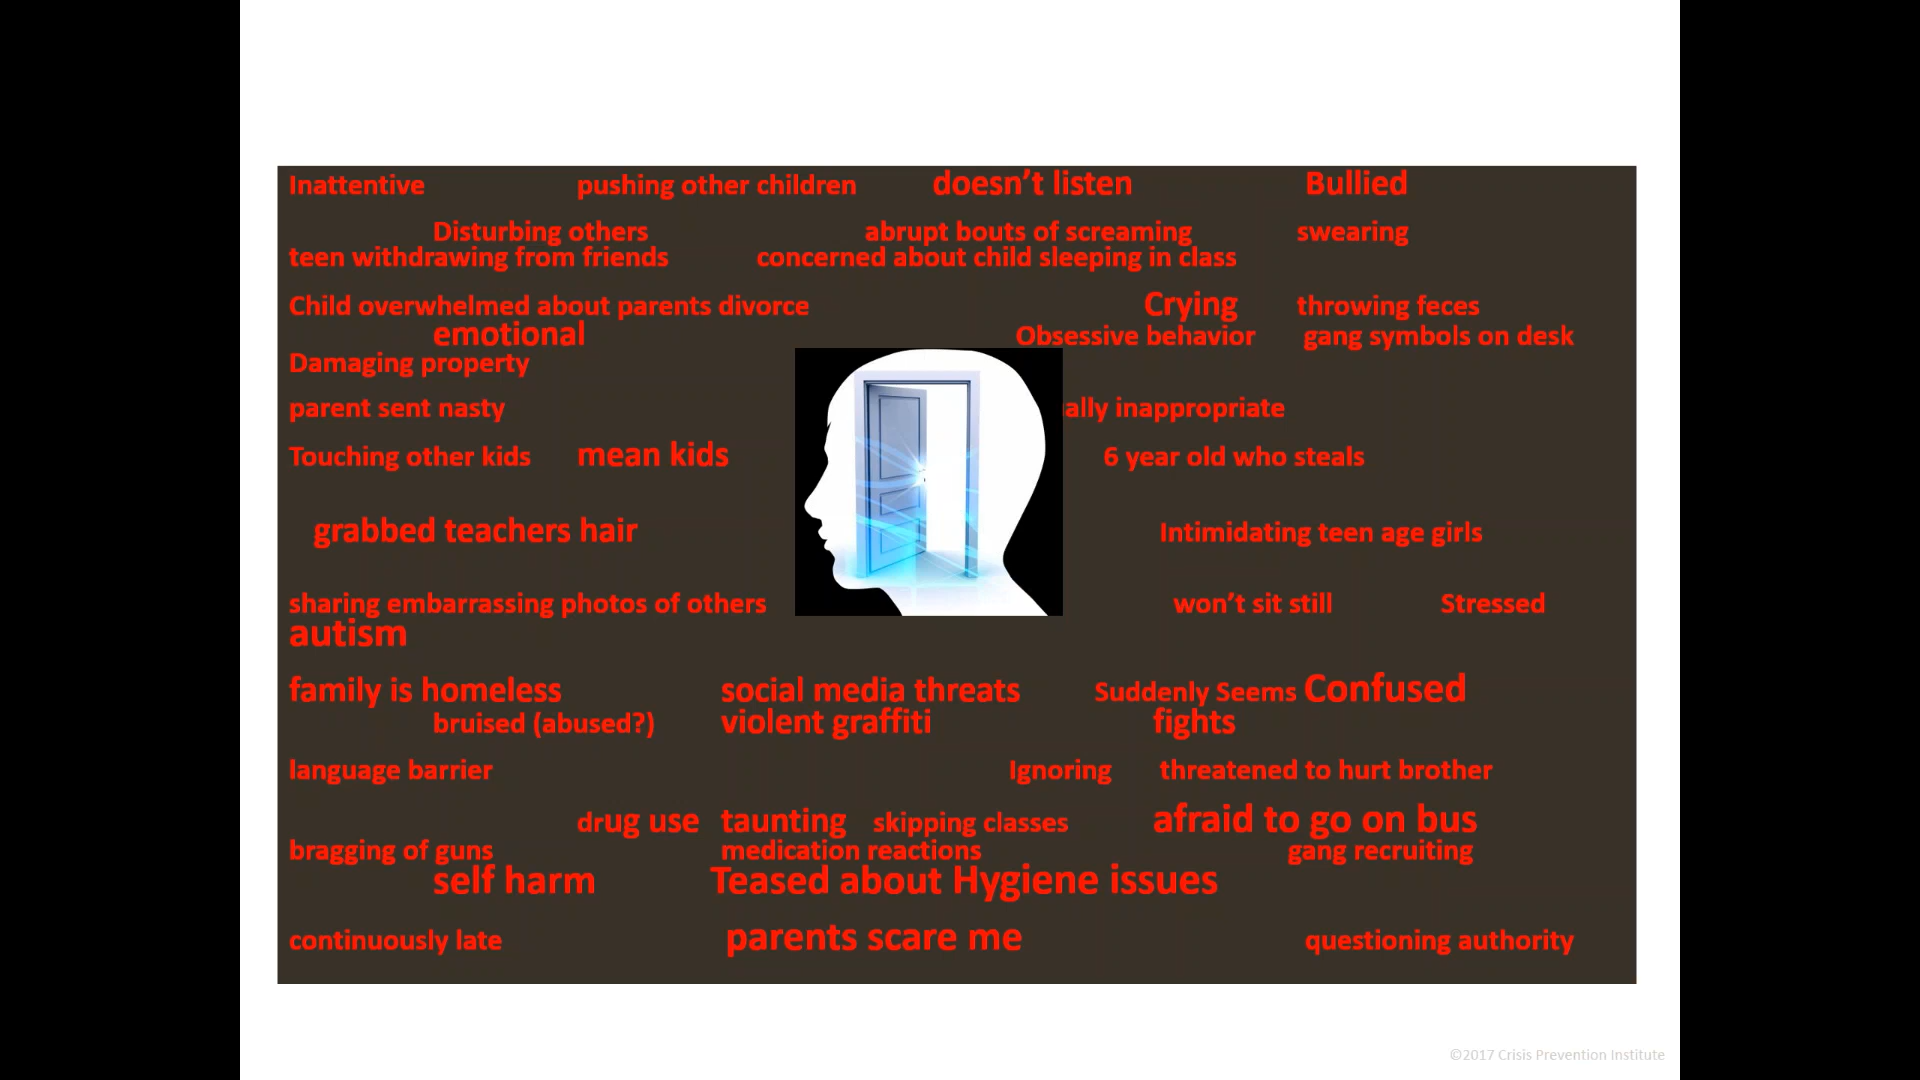 Inattentive pushing other children doesn't listen Bullied
Disturbing others abrupt bouts of screaming swearing
teen withdrawing from friends concerned about child sleeping in class
Child overwhelmed about parents divorce Crying throwing feces
emotional Obsessive behavior gang symbols on desk
Damaging property
parent sent nasty ally inappropriate
Touching other kids mean kids 6 year old who steals
grabbed teachers hair Intimidating teen age girls
sharing embarrassing photos of others won't sit still Stressed
autism
family is homeless social media threats Suddenly Seems Confused
bruised (abused?) violent graffiti fights
language barrier Ignoring threatened to hurt brother
drug use taunting skipping classes afraid to go on bus
bragging of guns medication reactions gang recruiting
self harm Teased about Hygiene issues
continuously late parents scare me questioning authority
©2017 Crisis Prevention Institute